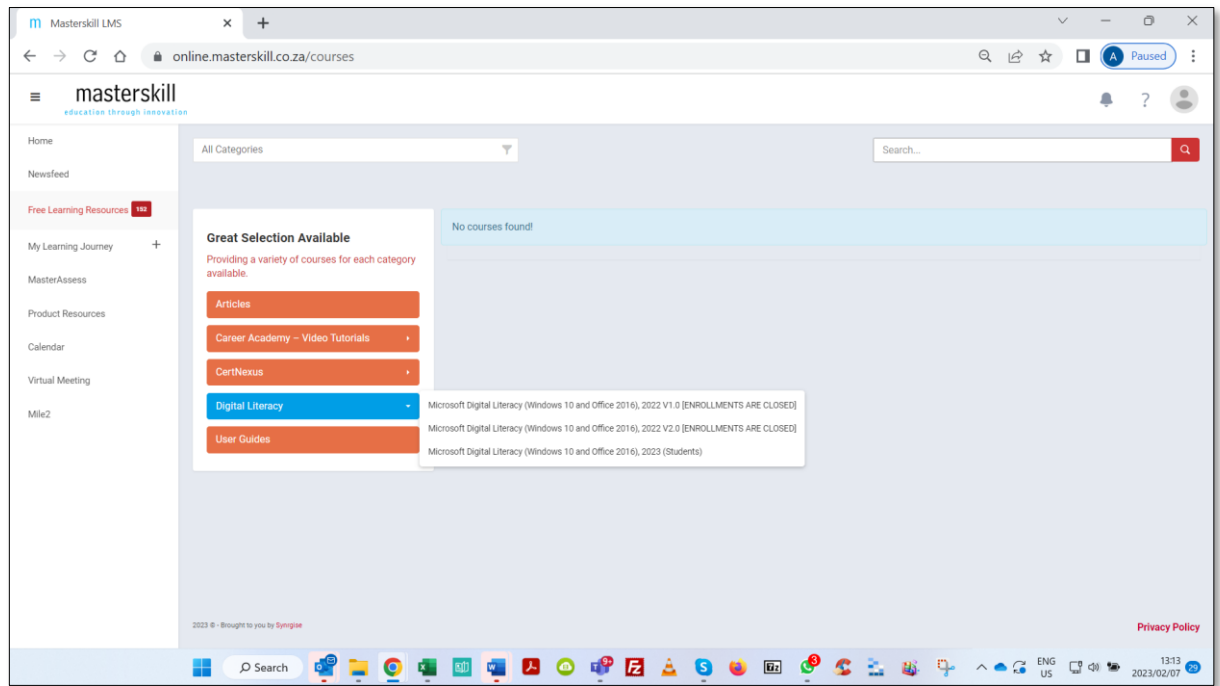 Masterskill LMS
online.masterskill.co.za/courses
A Paused
masterskill
education through innovation
Home
All Categories
Search...
Newsfeed
Free Learning Resources 152
No courses found!
Great Selection Available
My Learning Journey
Providing a variety of courses for each category
available.
MasterAssess
Articles
Product Resources
Career Academy – Video Tutorials
Calendar
CertNexus
Virtual Meeting
Digital Literacy
Microsoft Digital Literacy (Windows 10 and Office 2016), 2022 V1.0 [ENROLLMENTS ARE CLOSED]
Mile2
Microsoft Digital Literacy (Windows 10 and Office 2016), 2022 V2.0 [ENROLLMENTS ARE CLOSED]
User Guides
Microsoft Digital Literacy (Windows 10 and Office 2016), 2023 (Students)
2023 © - Brought to you by Synrgise
Privacy Policy
Search
ENG
US
13:13
2023/02/07
29